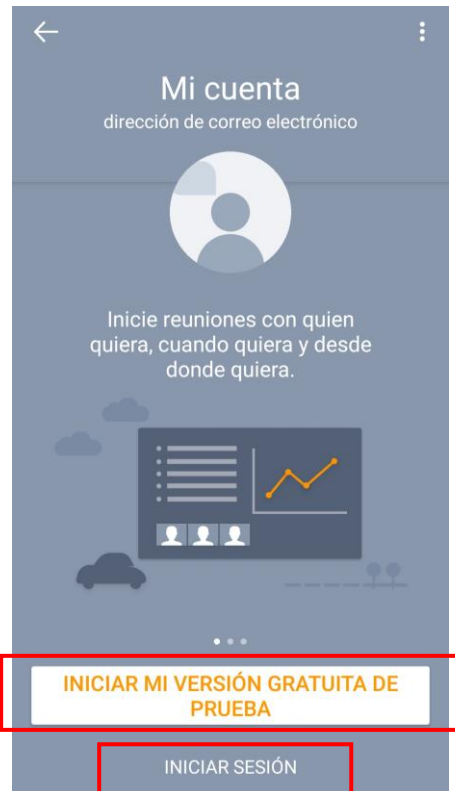 Mi cuenta
dirección de correo electrónico
Inicie reuniones con quien
quiera, cuando quiera y desde
donde quiera.
INICIAR MI VERSIÓN GRATUITA DE
PRUEBA
INICIAR SESIÓN